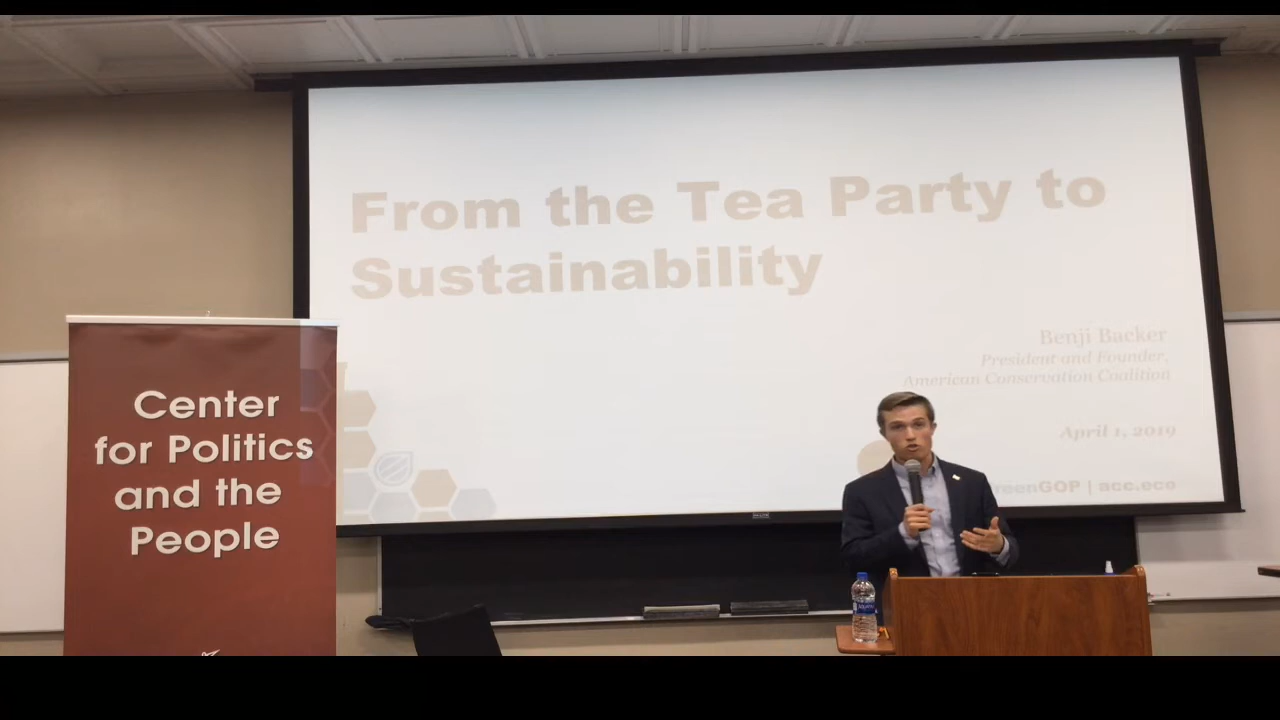 From the Tea Party to
Sustainability
Benji Backer
President and Founder,
American Conservation Coalition
April 1, 2019
reenGOP | acc.eco
Center
for Politics
and the
People